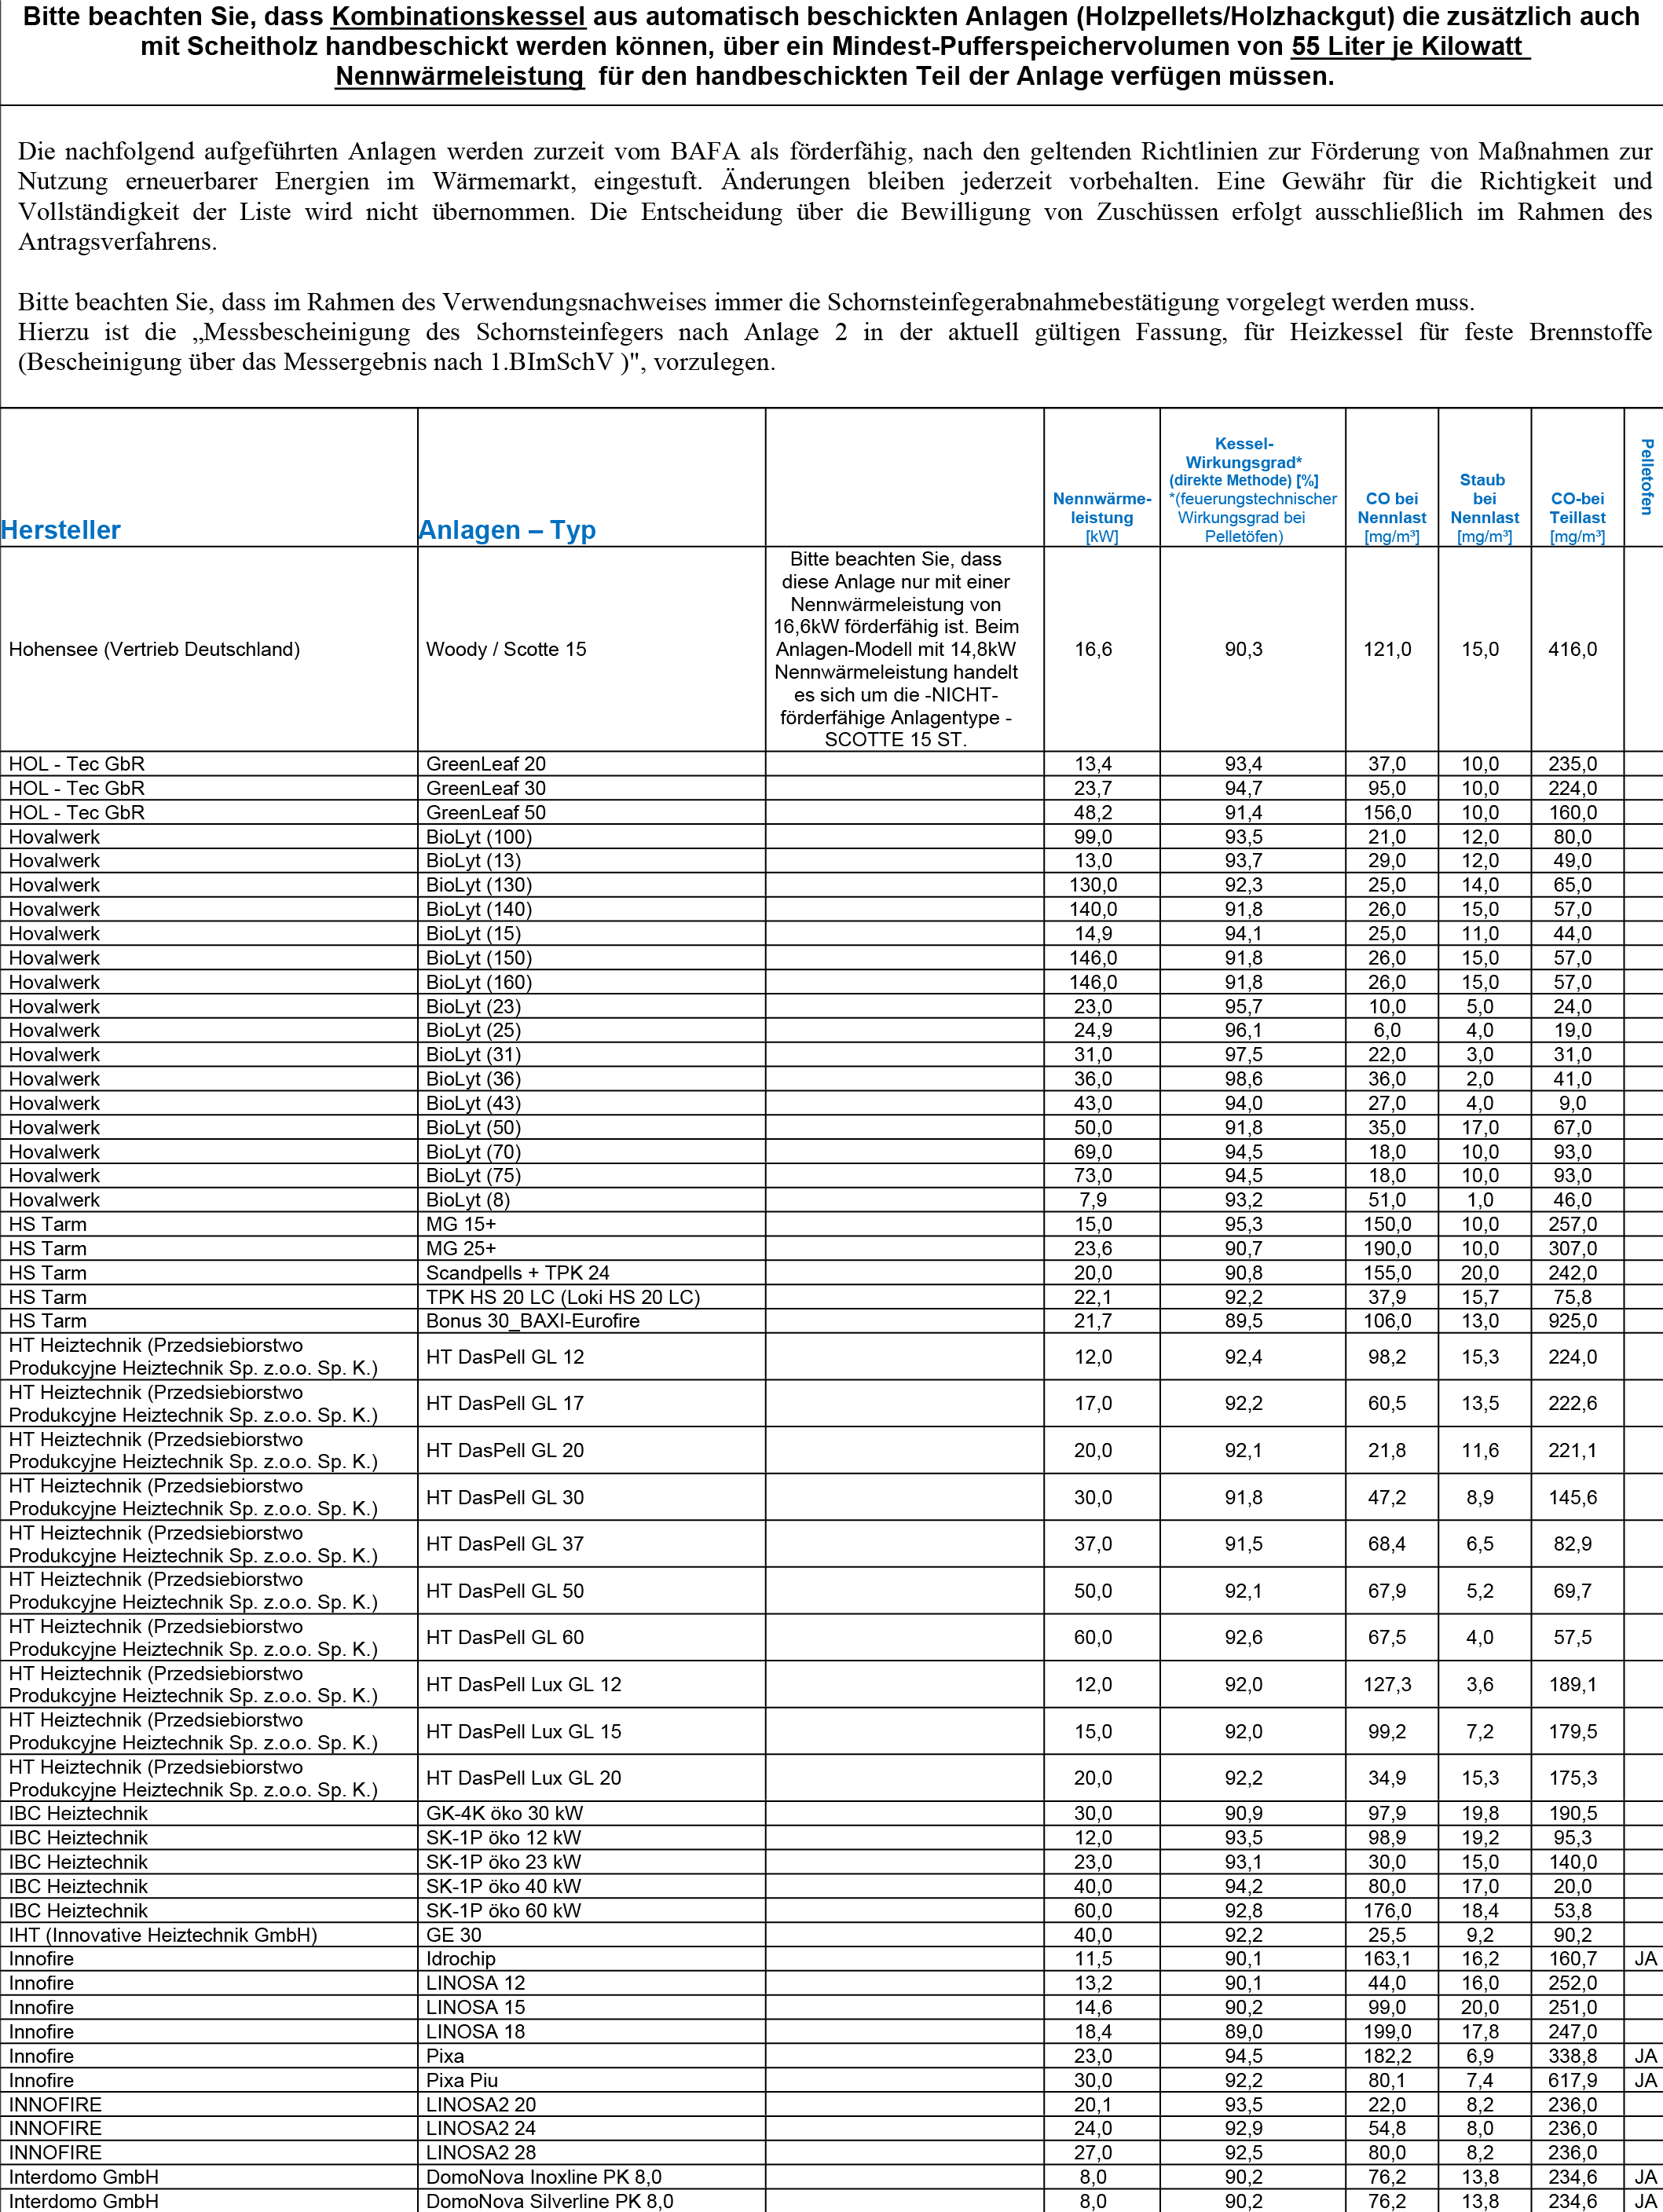 Bitte beachten Sie, dass Kombinationskessel aus automatisch beschickten Anlagen (Holzpellets/Holzhackgut) die zusätzlich auch
mit Scheitholz handbeschickt werden können, über ein Mindest-Pufferspeichervolumen von 55 Liter je Kilowatt
Nennwärmeleistung für den handbeschickten Teil der Anlage verfügen müssen.
Die nachfolgend aufgeführten Anlagen werden zurzeit vom BAFA als förderfähig, nach den geltenden Richtlinien zur Förderung von Maßnahmen zur
Nutzung erneuerbarer Energien im Wärmemarkt, eingestuft. Änderungen bleiben jederzeit vorbehalten. Eine Gewähr für die Richtigkeit und
Vollständigkeit der Liste wird nicht übernommen. Die Entscheidung über die Bewilligung von Zuschüssen erfolgt ausschließlich im Rahmen des
Antragsverfahrens.
Bitte beachten Sie, dass im Rahmen des Verwendungsnachweises immer die Schornsteinfegerabnahmebestätigung vorgelegt werden muss.
Hierzu ist die „Messbescheinigung des Schornsteinfegers nach Anlage 2 in der aktuell gültigen Fassung, für Heizkessel für feste Brennstoffe
(Bescheinigung über das Messergebnis nach 1.BImSchV )", vorzulegen.
Hersteller
Anlagen – Typ
Nennwärme-
leistung
[kW]
Kessel-
Wirkungsgrad*
(direkte Methode) [%]
*(feuerungstechnischer
Wirkungsgrad bei
Pelletöfen)
CO bei
Nennlast
[mg/m³]
Staub
bei
Nennlast
[mg/m³]
CO-bei
Teillast
[mg/m³]
Pelletofen
Hohensee (Vertrieb Deutschland)
Woody / Scotte 15
Bitte beachten Sie, dass
diese Anlage nur mit einer
Nennwärmeleistung von
16,6kW förderfähig ist. Beim
Anlagen-Modell mit 14,8kW
Nennwärmeleistung handelt
es sich um die -NICHT-
förderfähige Anlagentype -
SCOTTE 15 ST.
16,6 90,3 121,0 15,0 416,0
HOL - Tec GbR GreenLeaf 20 13,4 93,4 37,0 10,0 235,0
HOL - Tec GbR GreenLeaf 30 23,7 94,7 95,0 10,0 224,0
HOL - Tec GbR GreenLeaf 50 48,2 91,4 156,0 10,0 160,0
Hovalwerk BioLyt (100) 99,0 93,5 21,0 12,0 80,0
Hovalwerk BioLyt (13) 13,0 93,7 29,0 12,0 49,0
Hovalwerk BioLyt (130) 130,0 92,3 25,0 14,0 65,0
Hovalwerk BioLyt (140) 140,0 91,8 26,0 15,0 57,0
Hovalwerk BioLyt (15) 14,9 94,1 25,0 11,0 44,0
Hovalwerk BioLyt (150) 146,0 91,8 26,0 15,0 57,0
Hovalwerk BioLyt (160) 146,0 91,8 26,0 15,0 57,0
Hovalwerk BioLyt (23) 23,0 95,7 10,0 5,0 24,0
Hovalwerk BioLyt (25) 24,9 96,1 6,0 4,0 19,0
Hovalwerk BioLyt (31) 31,0 97,5 22,0 3,0 31,0
Hovalwerk BioLyt (36) 36,0 98,6 36,0 2,0 41,0
Hovalwerk BioLyt (43) 43,0 94,0 27,0 4,0 9,0
Hovalwerk BioLyt (50) 50,0 91,8 35,0 17,0 67,0
Hovalwerk BioLyt (70) 69,0 94,5 18,0 10,0 93,0
Hovalwerk BioLyt (75) 73,0 94,5 18,0 10,0 93,0
Hovalwerk BioLyt (8) 7,9 93,2 51,0 1,0 46,0
HS Tarm MG 15+ 15,0 95,3 150,0 10,0 257,0
HS Tarm MG 25+ 23,6 90,7 190,0 10,0 307,0
HS Tarm Scandpells + TPK 24 20,0 90,8 155,0 20,0 242,0
HS Tarm TPK HS 20 LC (Loki HS 20 LC) 22,1 92,2 37,9 15,7 75,8
HS Tarm Bonus 30_BAXI-Eurofire 21,7 89,5 106,0 13,0 925,0
HT Heiztechnik (Przedsiebiorstwo
Produkcyjne Heiztechnik Sp. z.o.o. Sp. K.) HT DasPell GL 12 12,0 92,4 98,2 15,3 224,0
HT Heiztechnik (Przedsiebiorstwo
Produkcyjne Heiztechnik Sp. z.o.o. Sp. K.) HT DasPell GL 17 17,0 92,2 60,5 13,5 222,6
HT Heiztechnik (Przedsiebiorstwo
Produkcyjne Heiztechnik Sp. z.o.o. Sp. K.) HT DasPell GL 20 20,0 92,1 21,8 11,6 221,1
HT Heiztechnik (Przedsiebiorstwo
Produkcyjne Heiztechnik Sp. z.o.o. Sp. K.) HT DasPell GL 30 30,0 91,8 47,2 8,9 145,6
HT Heiztechnik (Przedsiebiorstwo
Produkcyjne Heiztechnik Sp. z.o.o. Sp. K.) HT DasPell GL 37 37,0 91,5 68,4 6,5 82,9
HT Heiztechnik (Przedsiebiorstwo
Produkcyjne Heiztechnik Sp. z.o.o. Sp. K.) HT DasPell GL 50 50,0 92,1 67,9 5,2 69,7
HT Heiztechnik (Przedsiebiorstwo
Produkcyjne Heiztechnik Sp. z.o.o. Sp. K.) HT DasPell GL 60 60,0 92,6 67,5 4,0 57,5
HT Heiztechnik (Przedsiebiorstwo
Produkcyjne Heiztechnik Sp. z.o.o. Sp. K.) HT DasPell Lux GL 12 12,0 92,0 127,3 3,6 189,1
HT Heiztechnik (Przedsiebiorstwo
Produkcyjne Heiztechnik Sp. z.o.o. Sp. K.) HT DasPell Lux GL 15 15,0 92,0 99,2 7,2 179,5
HT Heiztechnik (Przedsiebiorstwo
Produkcyjne Heiztechnik Sp. z.o.o. Sp. K.) HT DasPell Lux GL 20 20,0 92,2 34,9 15,3 175,3
IBC Heiztechnik GK-4K öko 30 kW 30,0 90,9 97,9 19,8 190,5
IBC Heiztechnik SK-1P öko 12 kW 12,0 93,5 98,9 19,2 95,3
IBC Heiztechnik SK-1P öko 23 kW 23,0 93,1 30,0 15,0 140,0
IBC Heiztechnik SK-1P öko 40 kW 40,0 94,2 80,0 17,0 20,0
IBC Heiztechnik SK-1P öko 60 kW 60,0 92,8 176,0 18,4 53,8
IHT (Innovative Heiztechnik GmbH) GE 30 40,0 92,2 25,5 9,2 90,2
Innofire Idrochip 11,5 90,1 163,1 16,2 160,7 JA
Innofire LINOSA 12 13,2 90,1 44,0 16,0 252,0
Innofire LINOSA 15 14,6 90,2 99,0 20,0 251,0
Innofire LINOSA 18 18,4 89,0 199,0 17,8 247,0
Innofire Pixa 23,0 94,5 182,2 6,9 338,8 JA
Innofire Pixa Piu 30,0 92,2 80,1 7,4 617,9 JA
INNOFIRE LINOSA2 20 20,1 93,5 22,0 8,2 236,0
INNOFIRE LINOSA2 24 24,0 92,9 54,8 8,0 236,0
INNOFIRE LINOSA2 28 27,0 92,5 80,0 8,2 236,0
Interdomo GmbH DomoNova Inoxline PK 8,0 8,0 90,2 76,2 13,8 234,6 JA
Interdomo GmbH DomoNova Silverline PK 8,0 8,0 90,2 76,2 13,8 234,6 JA